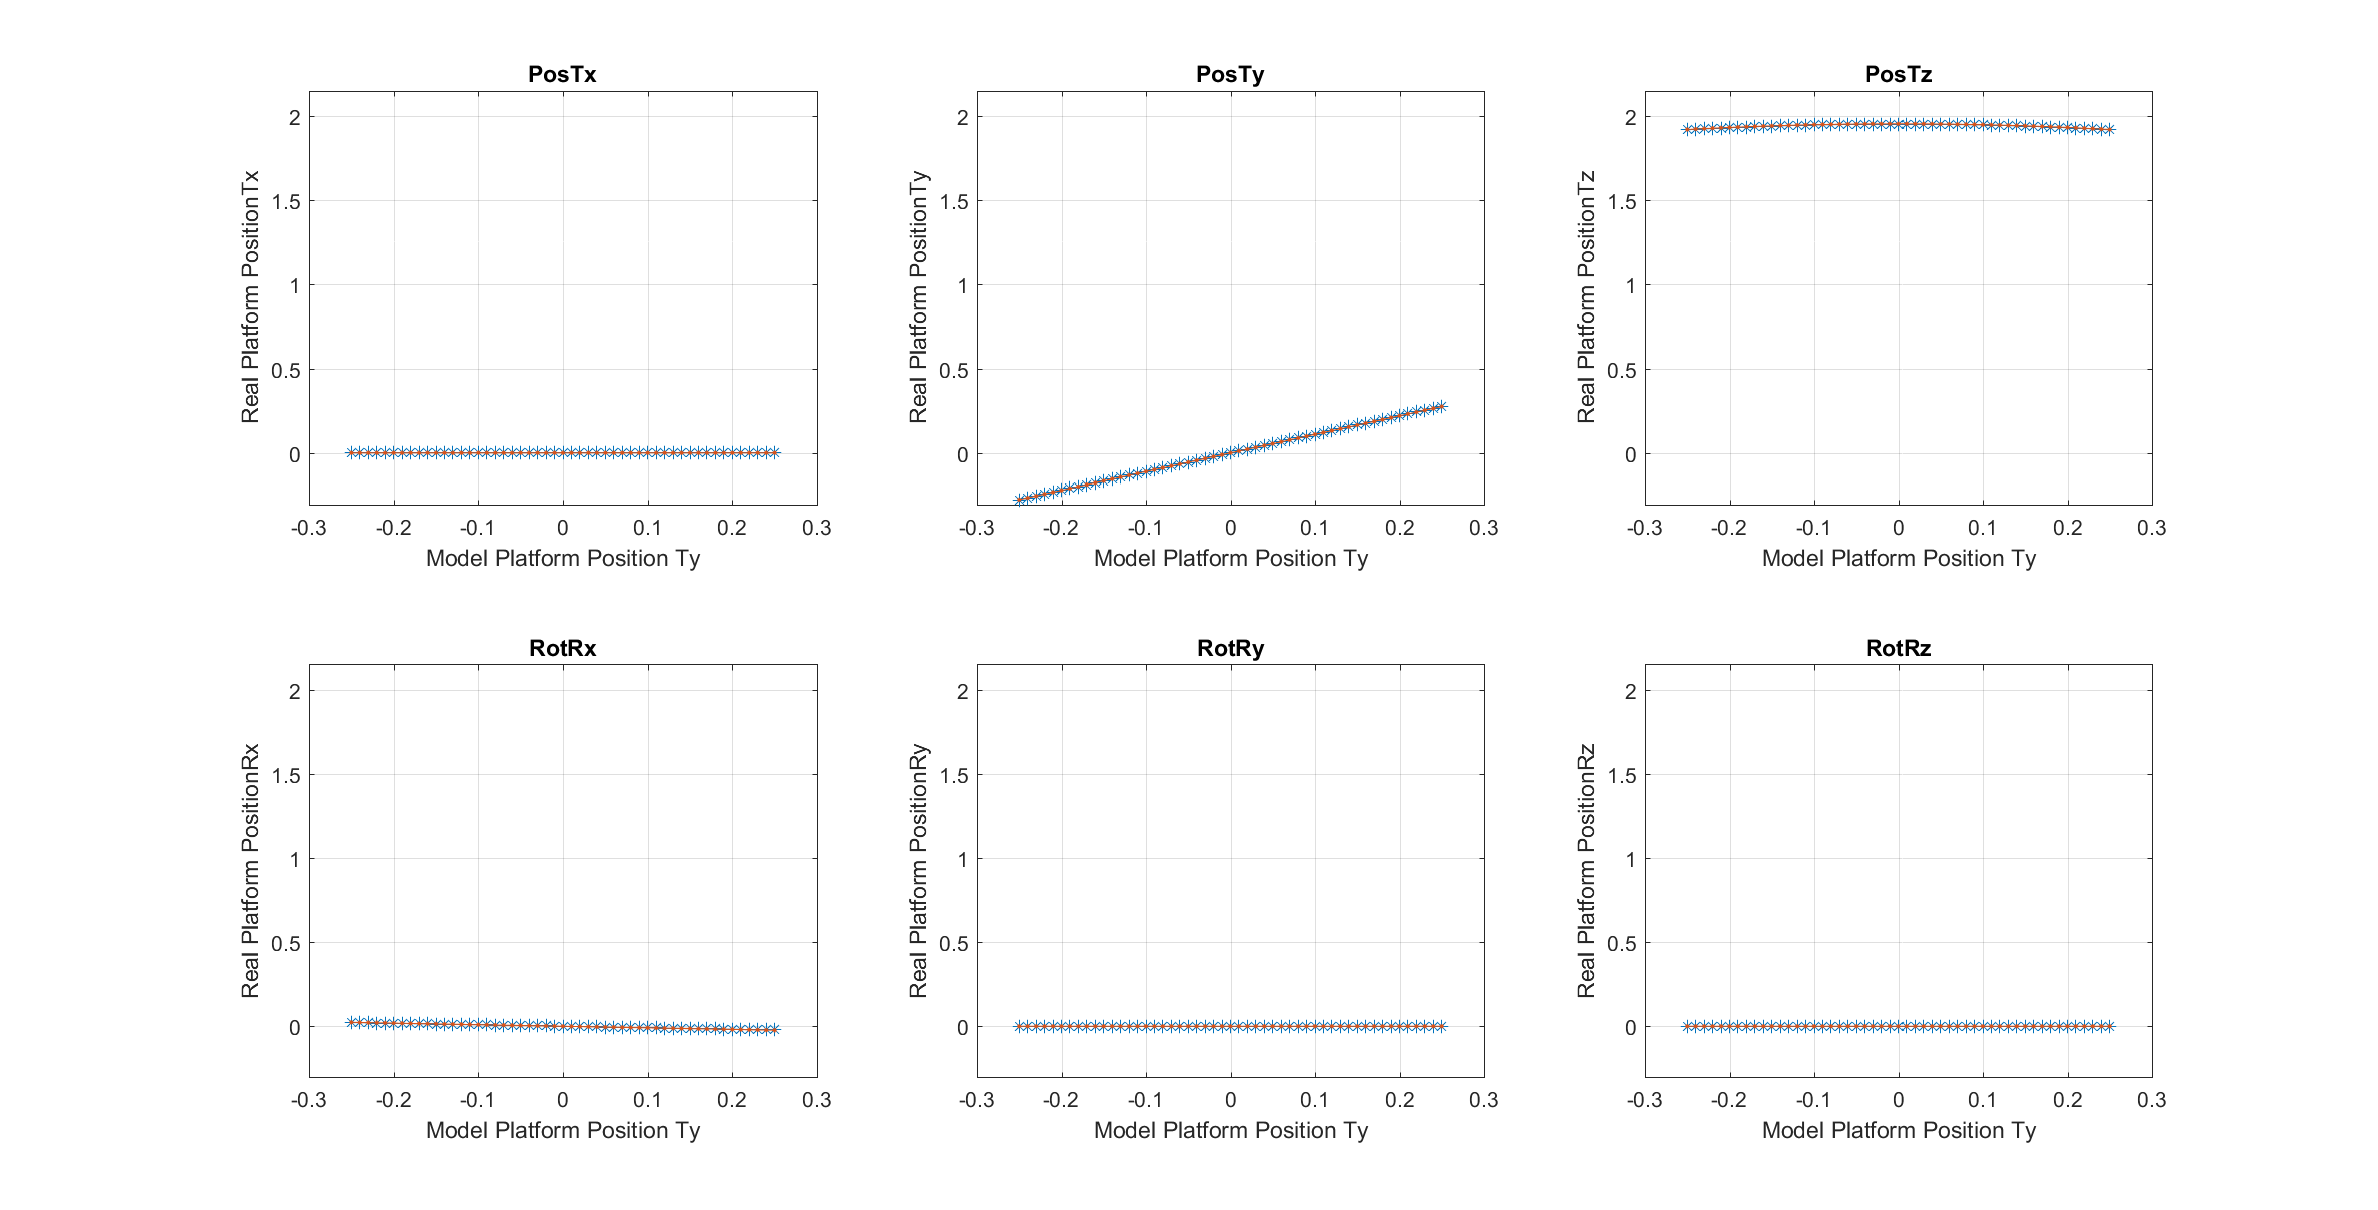 PosTx
2
1.5
1
0.5
0
Real Platform PositionTx
-0.3 -0.2 -0.1 0 0.1 0.2 0.3
Model Platform Position Ty
PosTy
2
1.5
1
0.5
0
Real Platform PositionTy
-0.3 -0.2 -0.1 0 0.1 0.2 0.3
Model Platform Position Ty
PosTz
2
1.5
1
0.5
0
Real Platform PositionTz
-0.3 -0.2 -0.1 0 0.1 0.2 0.3
Model Platform Position Ty
RotRx
2
1.5
1
0.5
0
Real Platform PositionRx
-0.3 -0.2 -0.1 0 0.1 0.2 0.3
Model Platform Position Ty
RotRy
2
1.5
1
0.5
0
Real Platform PositionRy
-0.3 -0.2 -0.1 0 0.1 0.2 0.3
Model Platform Position Ty
RotRz
2
1.5
1
0.5
0
Real Platform PositionRz
-0.3 -0.2 -0.1 0 0.1 0.2 0.3
Model Platform Position Ty